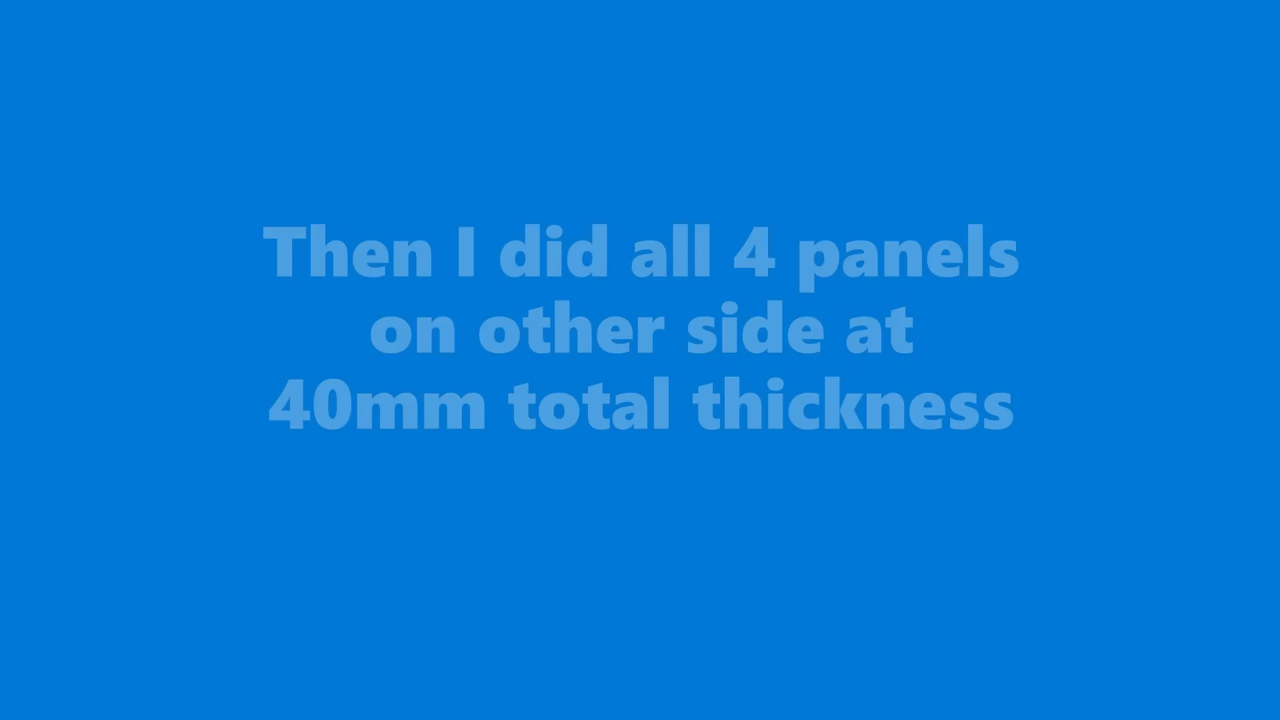 Then I did all 4 panels
on other side at
40mm total thickness